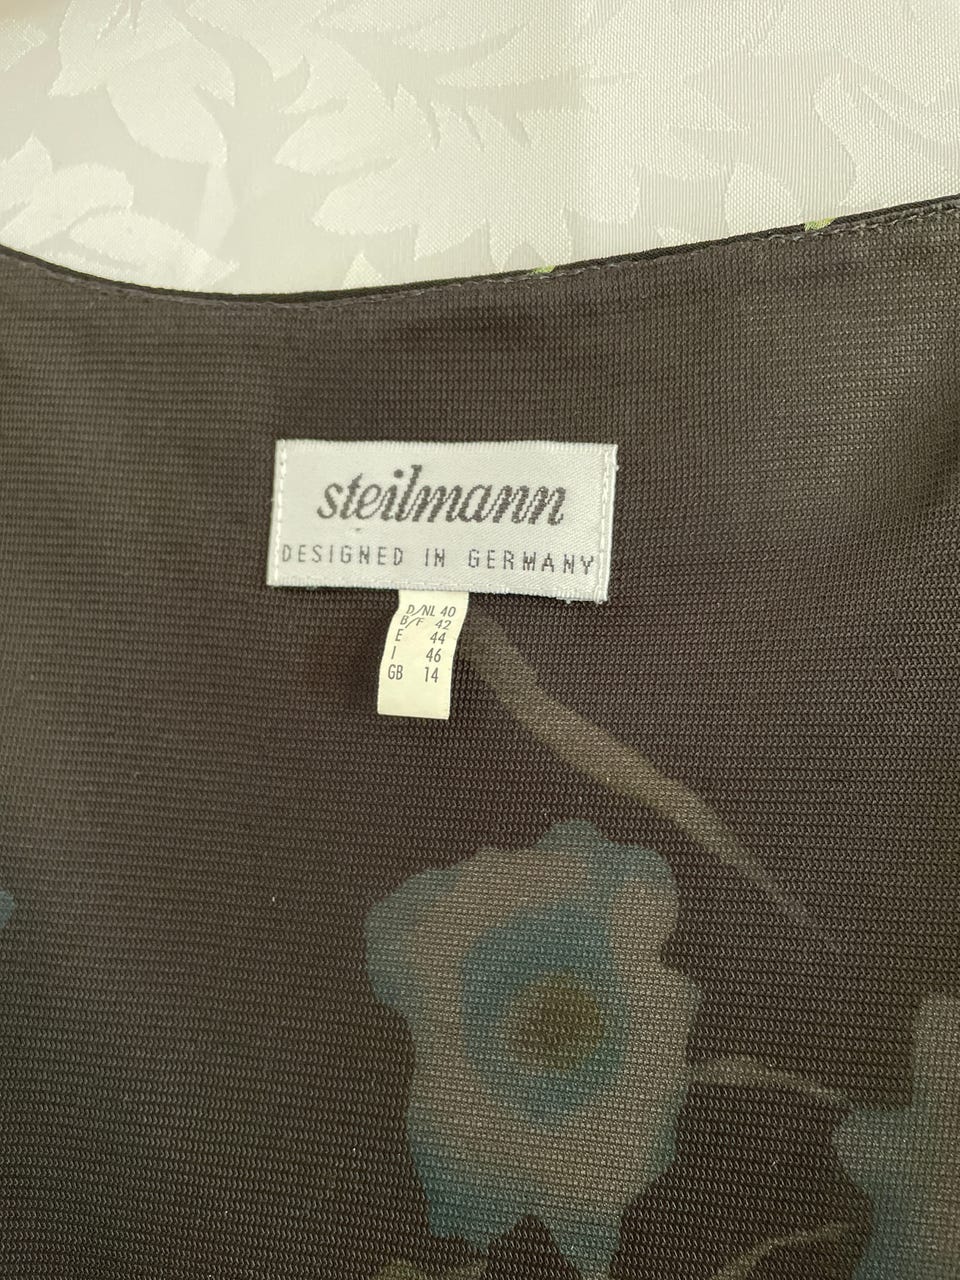 steilmann
DESIGNED IN GERMANY
D/NL 40
B/F 42
E 44
I 46
GB 14